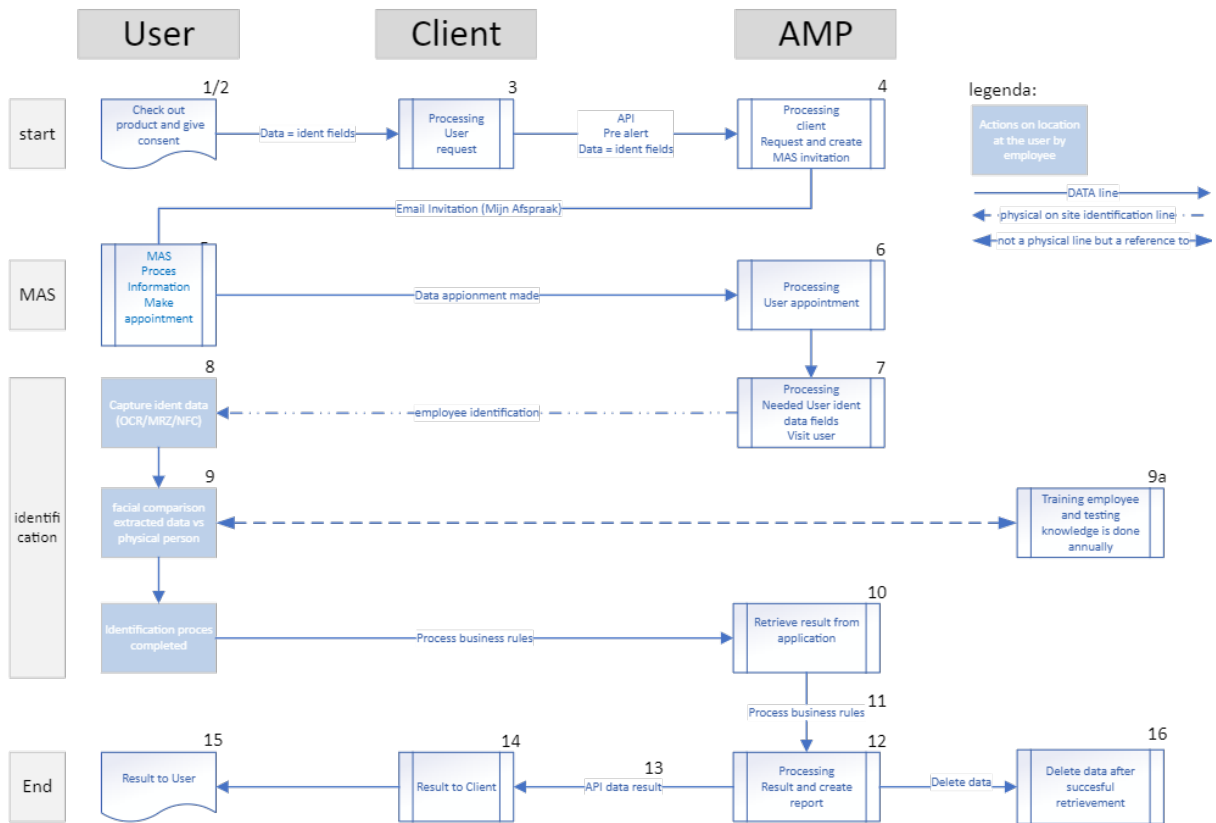 User
Client
AMP
legenda:
start
1/2
Check out
product and give
consent
Data = ident fields
3
Processing
User
request
API
Pre alert
Data = ident fields
4
Processing
client
Request and create
MAS invitation
Actions on location
at the user by
employee
DATA line
physical on site identification line
not a physical line but a reference to
Email Invitation (Mijn Afspraak)
MAS
MAS
Proces
Information
Make
appointment
Data appionment made
6
Processing
User appointment
identifi
cation
8
Capture ident data
(OCR/MRZ/NFC)
employee identification
7
Processing
Needed User ident
data fields
Visit user
9
facial comparison
extracted data vs
physical person
9a
Training employee
and testing
knowledge is done
annually
Identification proces
completed
Process business rules
10
Retrieve result from
application
11
Process business rules
End
15
Result to User
14
Result to Client
13
API data result
12
Processing
Result and create
report
Delete data
16
Delete data after
succesful
retrievement